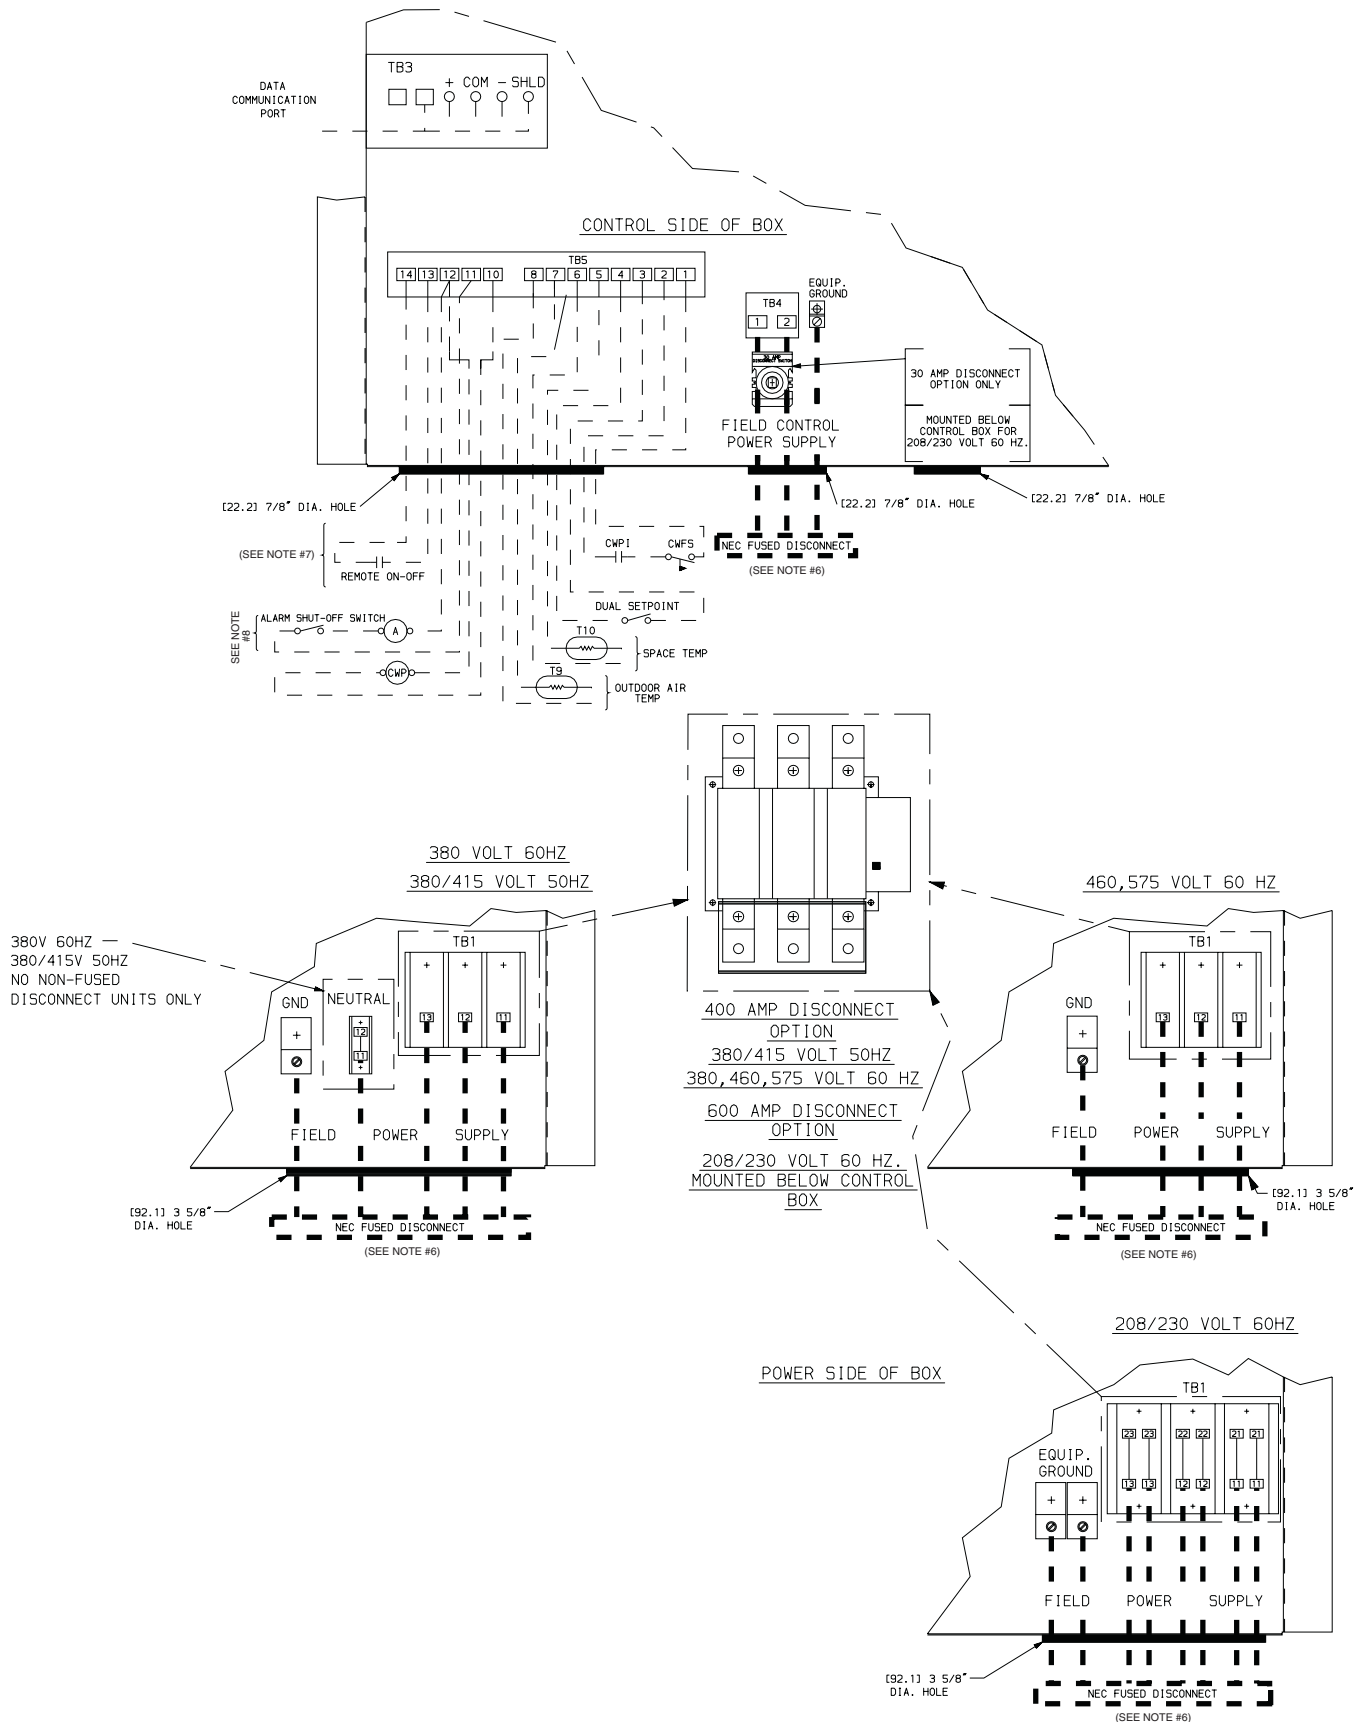 TB3
+ COM - SHLD
DATA
COMMUNICATION
PORT
CONTROL SIDE OF BOX
TB5
14 13 12 11 10 8 7 6 5 4 3 2 1
EQUIP.
GROUND
TB4
1 2
30 AMP
DISCONNECT SWITCH
30 AMP DISCONNECT
OPTION ONLY
MOUNTED BELOW
CONTROL BOX FOR
208/230 VOLT 60 HZ.
FIELD CONTROL
POWER SUPPLY
[22.2] 7/8" DIA. HOLE
[22.2] 7/8" DIA. HOLE
[22.2] 7/8" DIA. HOLE
(SEE NOTE #7)
REMOTE ON-OFF
CWPI
CWFS
NEC FUSED DISCONNECT
(SEE NOTE #6)
SEE NOTE
#8
ALARM SHUT-OFF SWITCH
A
CWP
DUAL SETPOINT
T10
SPACE TEMP
T9
OUTDOOR AIR
TEMP
380 VOLT 60HZ
380/415 VOLT 50HZ
380V 60HZ
380/415V 50HZ
NO NON-FUSED
DISCONNECT UNITS ONLY
GND
NEUTRAL
12
11
TB1
13 12 11
FIELD POWER SUPPLY
[92.1] 3 5/8"
DIA. HOLE
NEC FUSED DISCONNECT
(SEE NOTE #6)
400 AMP DISCONNECT
OPTION
380/415 VOLT 50HZ
380,460,575 VOLT 60 HZ
600 AMP DISCONNECT
OPTION
208/230 VOLT 60 HZ.
MOUNTED BELOW CONTROL
BOX
460,575 VOLT 60 HZ
TB1
GND
13 12 11
FIELD POWER SUPPLY
[92.1] 3 5/8"
DIA. HOLE
NEC FUSED DISCONNECT
(SEE NOTE #6)
208/230 VOLT 60HZ
POWER SIDE OF BOX
TB1
23 23 22 22 21 21
EQUIP.
GROUND
13 13 12 12 11 11
FIELD POWER SUPPLY
[92.1] 3 5/8"
DIA. HOLE
NEC FUSED DISCONNECT
(SEE NOTE #6)